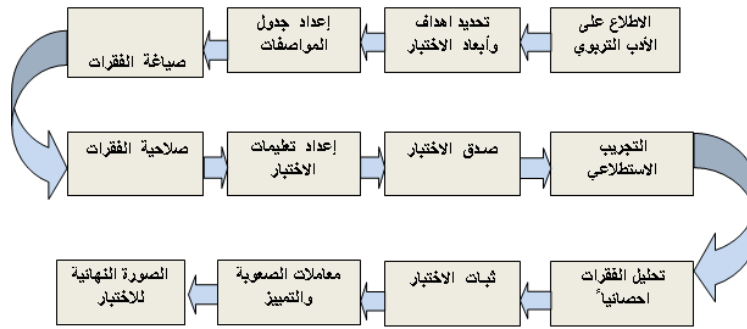 الاطلاع على
الأدب التربوي
تحديد اهداف
وأبعاد الاختبار
إعداد جدول
المواصفات
صياغة الفقرات
صلاحية الفقرات
إعداد تعليمات
الاختبار
صدق الاختبار
التجريب
الاستطلاعي
تحليل الفقرات
احصائياً
ثبات الاختبار
معاملات الصعوبة
والتمييز
الصورة النهائية
للاختبار